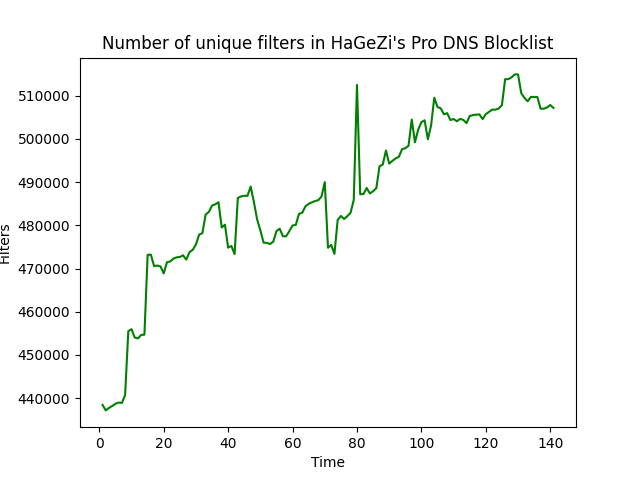 Number of unique filters in HaGeZi's Pro DNS Blocklist
510000
500000
490000
480000
470000
460000
450000
440000
Filters
0 20 40 60 80 100 120 140
Time